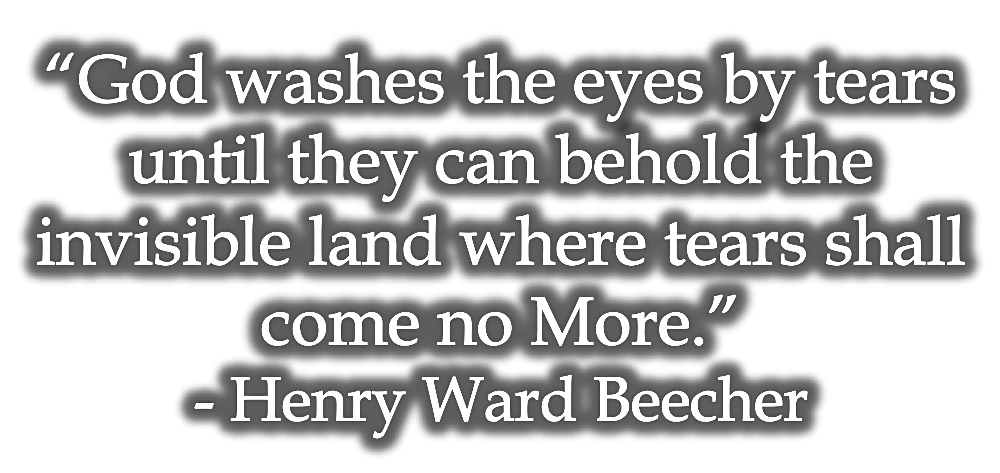 “God washes the eyes by tears
until they can behold the
invisible land where tears shall
come no More.”
- Henry Ward Beecher